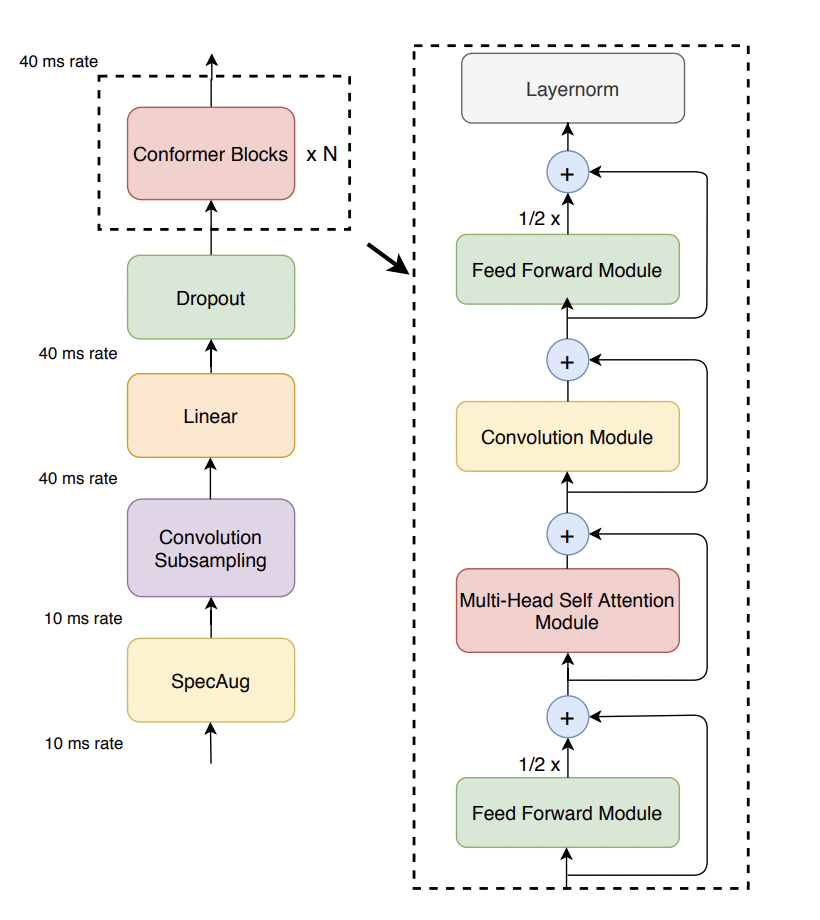 40 ms rate
Conformer Blocks
x N
Dropout
40 ms rate
Linear
40 ms rate
Convolution
Subsampling
10 ms rate
SpecAug
10 ms rate
Layernorm
+
1/2 x
Feed Forward Module
+
Convolution Module
+
Multi-Head Self Attention
Module
+
1/2 x
Feed Forward Module